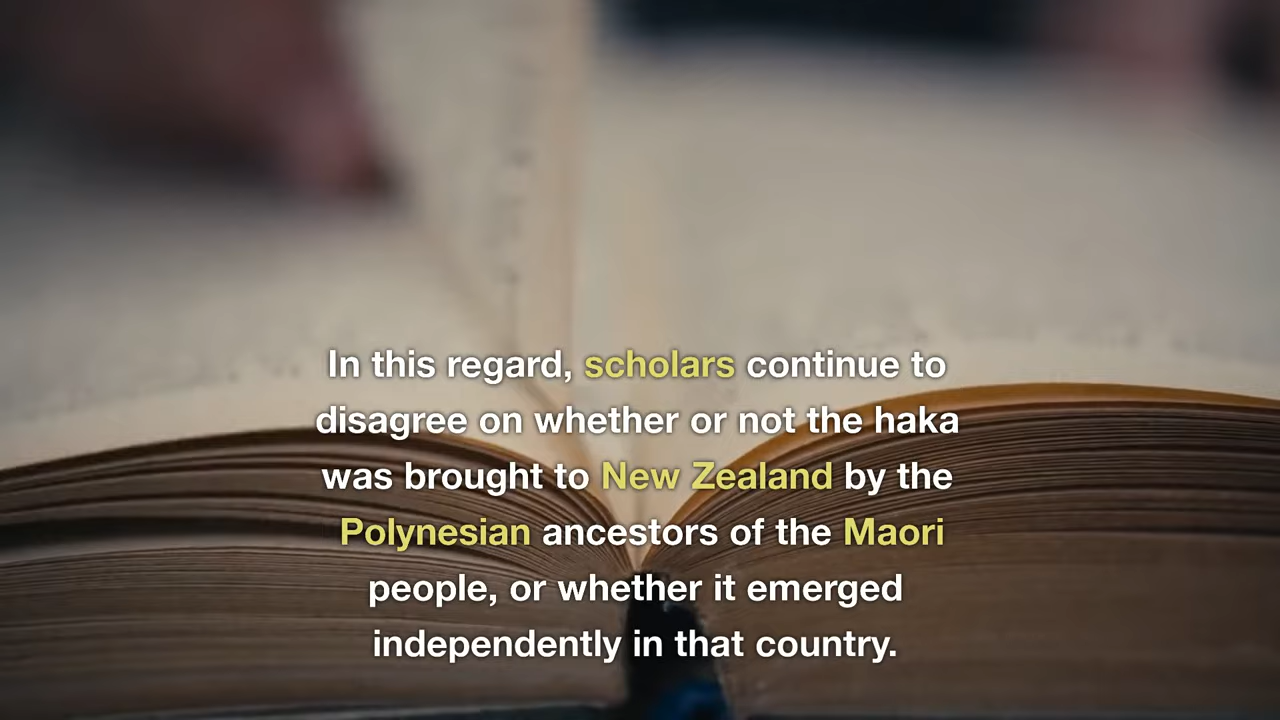 In this regard, scholars continue to
disagree on whether or not the haka
was brought to New Zealand by the
Polynesian ancestors of the Maori
people, or whether it emerged
independently in that country.